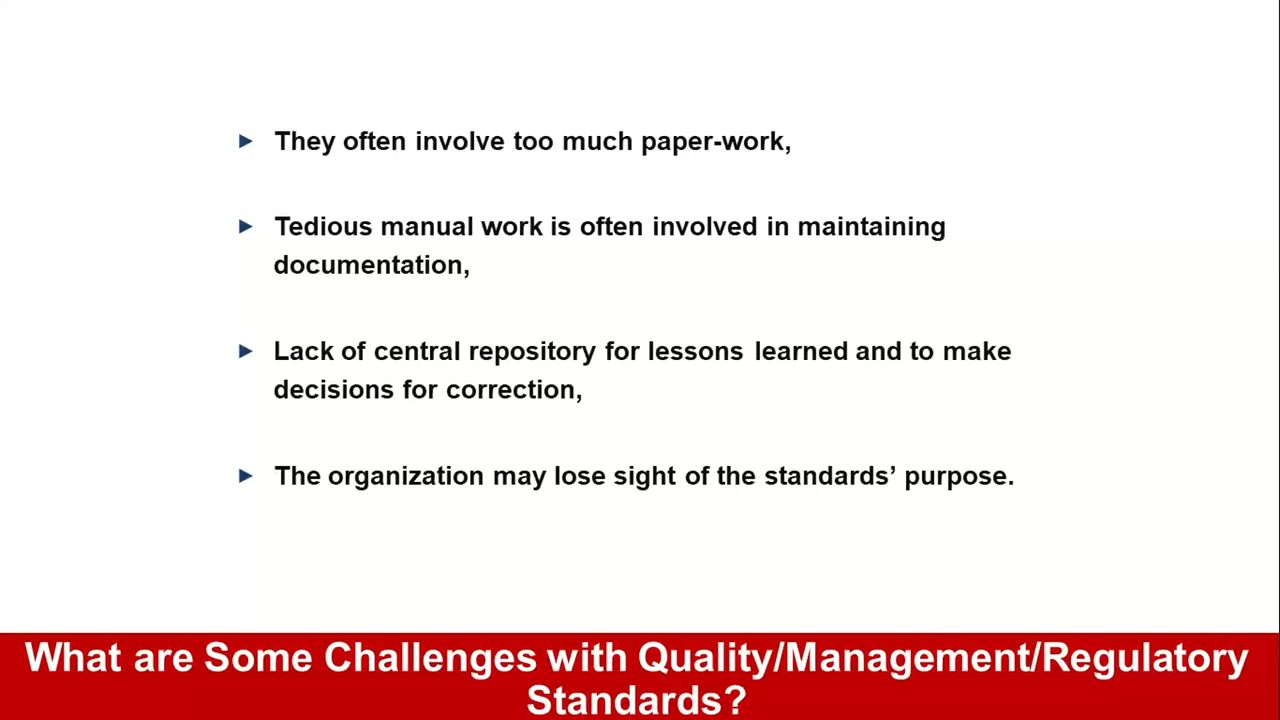 They often involve too much paper-work,
Tedious manual work is often involved in maintaining
documentation,
Lack of central repository for lessons learned and to make
decisions for correction,
The organization may lose sight of the standards’ purpose.
What are Some Challenges with Quality/Management/Regulatory
Standards?